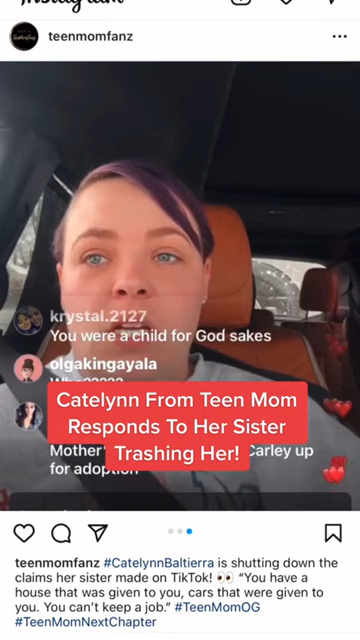 Instagram
teenmomfanz
krystal.2127
You were a child for God sakes
olgakingayala
Catelynn From Teen Mom
Responds To Her Sister
Trashing Her!
Mother Carley up
for adoption
teenmomfanz #CatelynnBaltierra is shutting down the
claims her sister made on TikTok! 👀 “You have a
house that was given to you, cars that were given to
you. You can’t keep a job.” #TeenMomOG
#TeenMomNextChapter